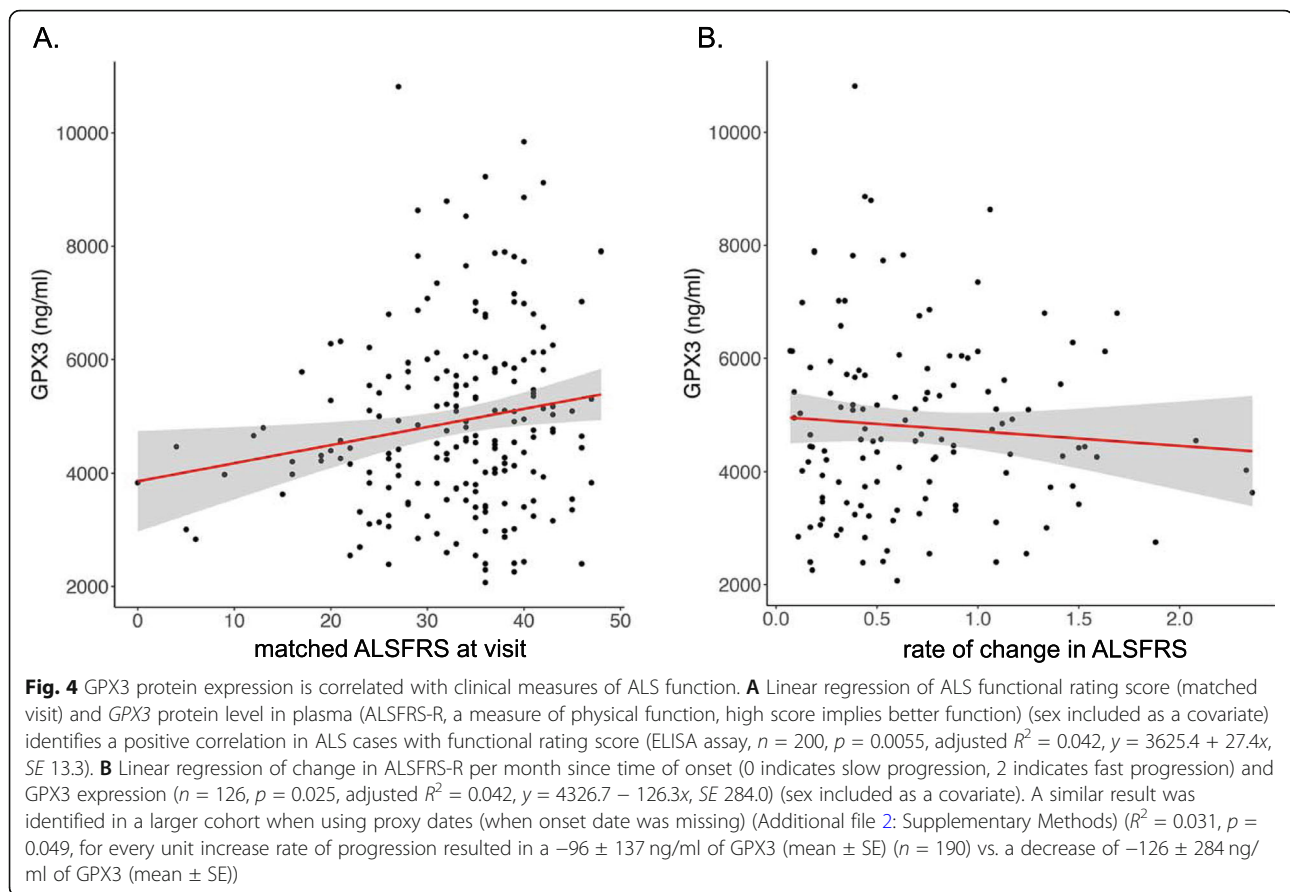 A.
B.
10000
8000
6000
4000
2000
GPX3 (ng/ml)
0 10 20 30 40 50
matched ALSFRS at visit
10000
8000
6000
4000
2000
GPX3 (ng/ml)
0.0 0.5 1.0 1.5 2.0
rate of change in ALSFRS
Fig. 4 GPX3 protein expression is correlated with clinical measures of ALS function. A Linear regression of ALS functional rating score (matched
visit) and GPX3 protein level in plasma (ALSFRS-R, a measure of physical function, high score implies better function) (sex included as a covariate)
identifies a positive correlation in ALS cases with functional rating score (ELISA assay, n = 200, p = 0.0055, adjusted R² = 0.042, y = 3625.4 + 27.4x,
SE 13.3). B Linear regression of change in ALSFRS-R per month since time of onset (0 indicates slow progression, 2 indicates fast progression) and
GPX3 expression (n = 126, p = 0.025, adjusted R² = 0.042, y = 4326.7 − 126.3x, SE 284.0) (sex included as a covariate). A similar result was
identified in a larger cohort when using proxy dates (when onset date was missing) (Additional file 2: Supplementary Methods) (R² = 0.031, p =
0.049, for every unit increase rate of progression resulted in a −96 ± 137 ng/ml of GPX3 (mean ± SE) (n = 190) vs. a decrease of −126 ± 284 ng/
ml of GPX3 (mean ± SE))